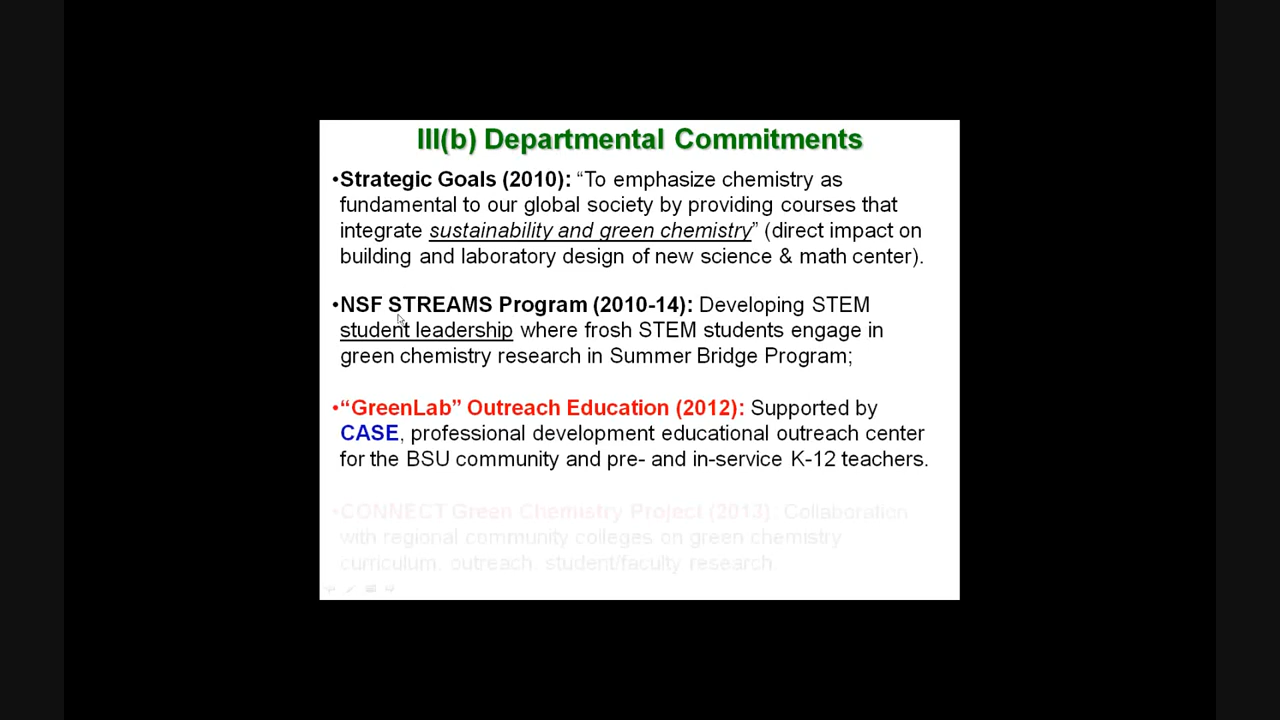 III(b) Departmental Commitments
•Strategic Goals (2010): “To emphasize chemistry as
fundamental to our global society by providing courses that
integrate sustainability and green chemistry” (direct impact on
building and laboratory design of new science & math center).
•NSF STREAMS Program (2010-14): Developing STEM
student leadership where frosh STEM students engage in
green chemistry research in Summer Bridge Program;
•“GreenLab” Outreach Education (2012): Supported by
CASE, professional development educational outreach center
for the BSU community and pre- and in-service K-12 teachers.
•CONNECT Green Chemistry Project (2013): Collaboration
with regional community colleges on green chemistry
curriculum, outreach, student/faculty research